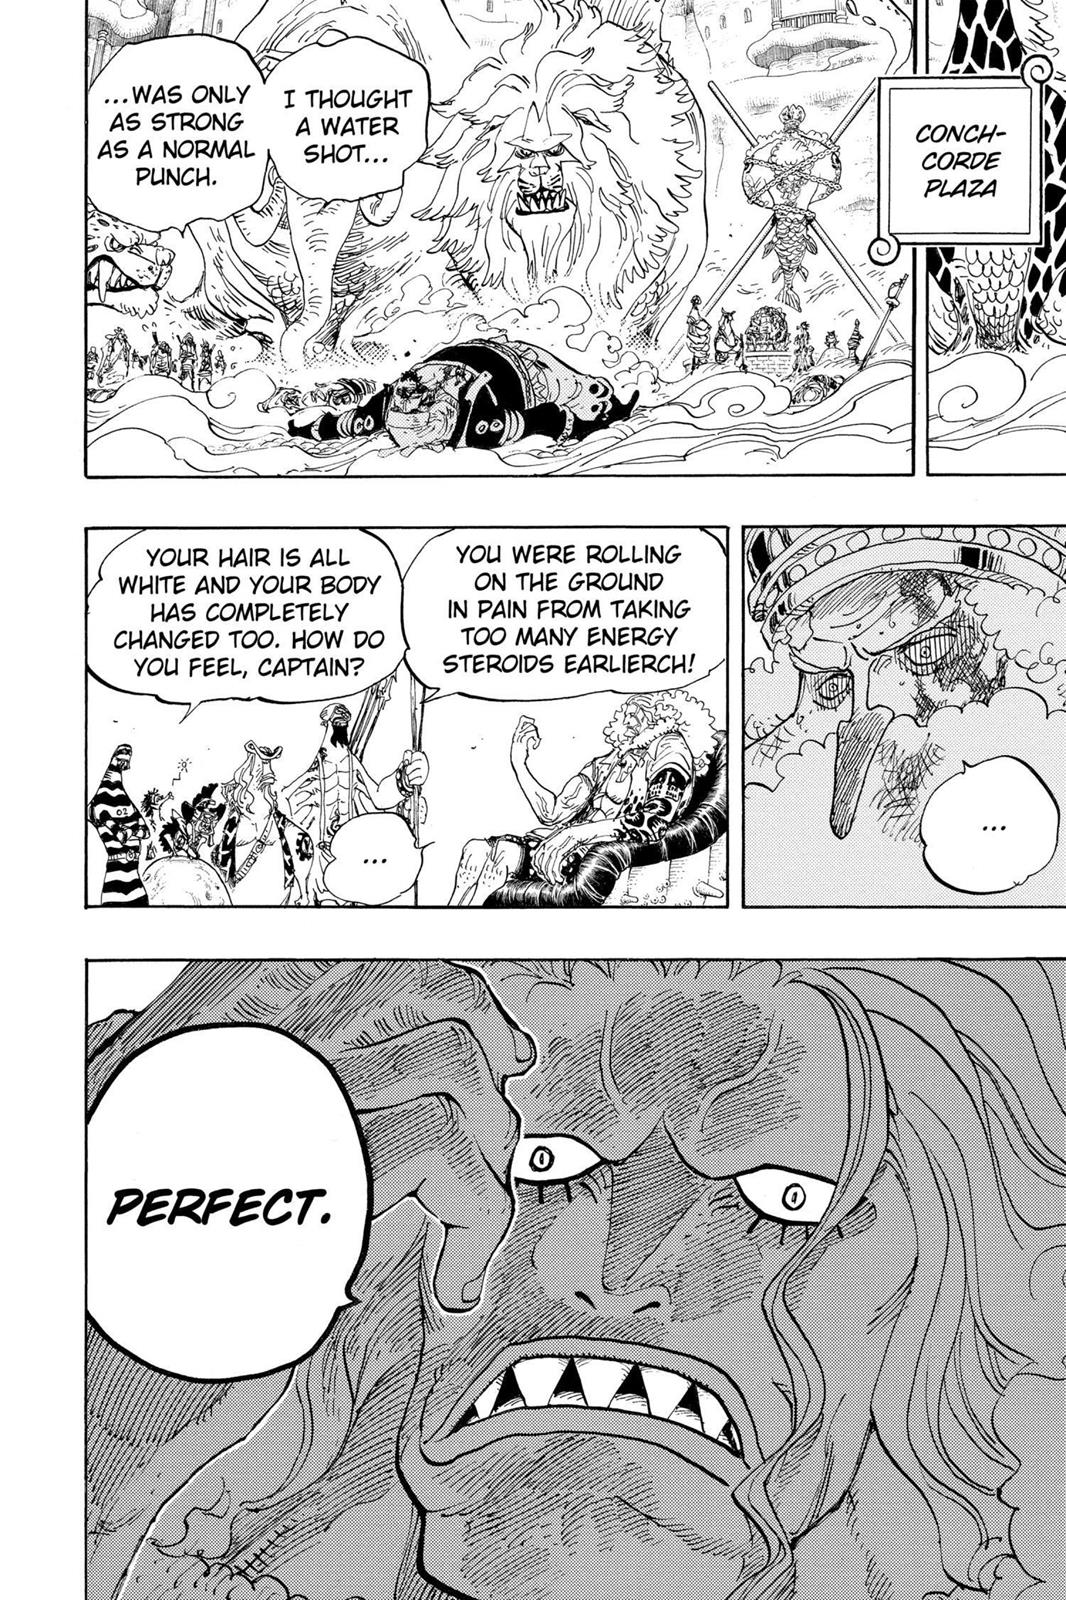 CONCH-
CORDE
PLAZA
I THOUGHT
A WATER
SHOT...
...WAS ONLY
AS STRONG
AS A NORMAL
PUNCH.
...
YOU WERE ROLLING
ON THE GROUND
IN PAIN FROM TAKING
TOO MANY ENERGY
STEROIDS EARLIERCH!
YOUR HAIR IS ALL
WHITE AND YOUR BODY
HAS COMPLETELY
CHANGED TOO. HOW DO
YOU FEEL, CAPTAIN?
...
PERFECT.